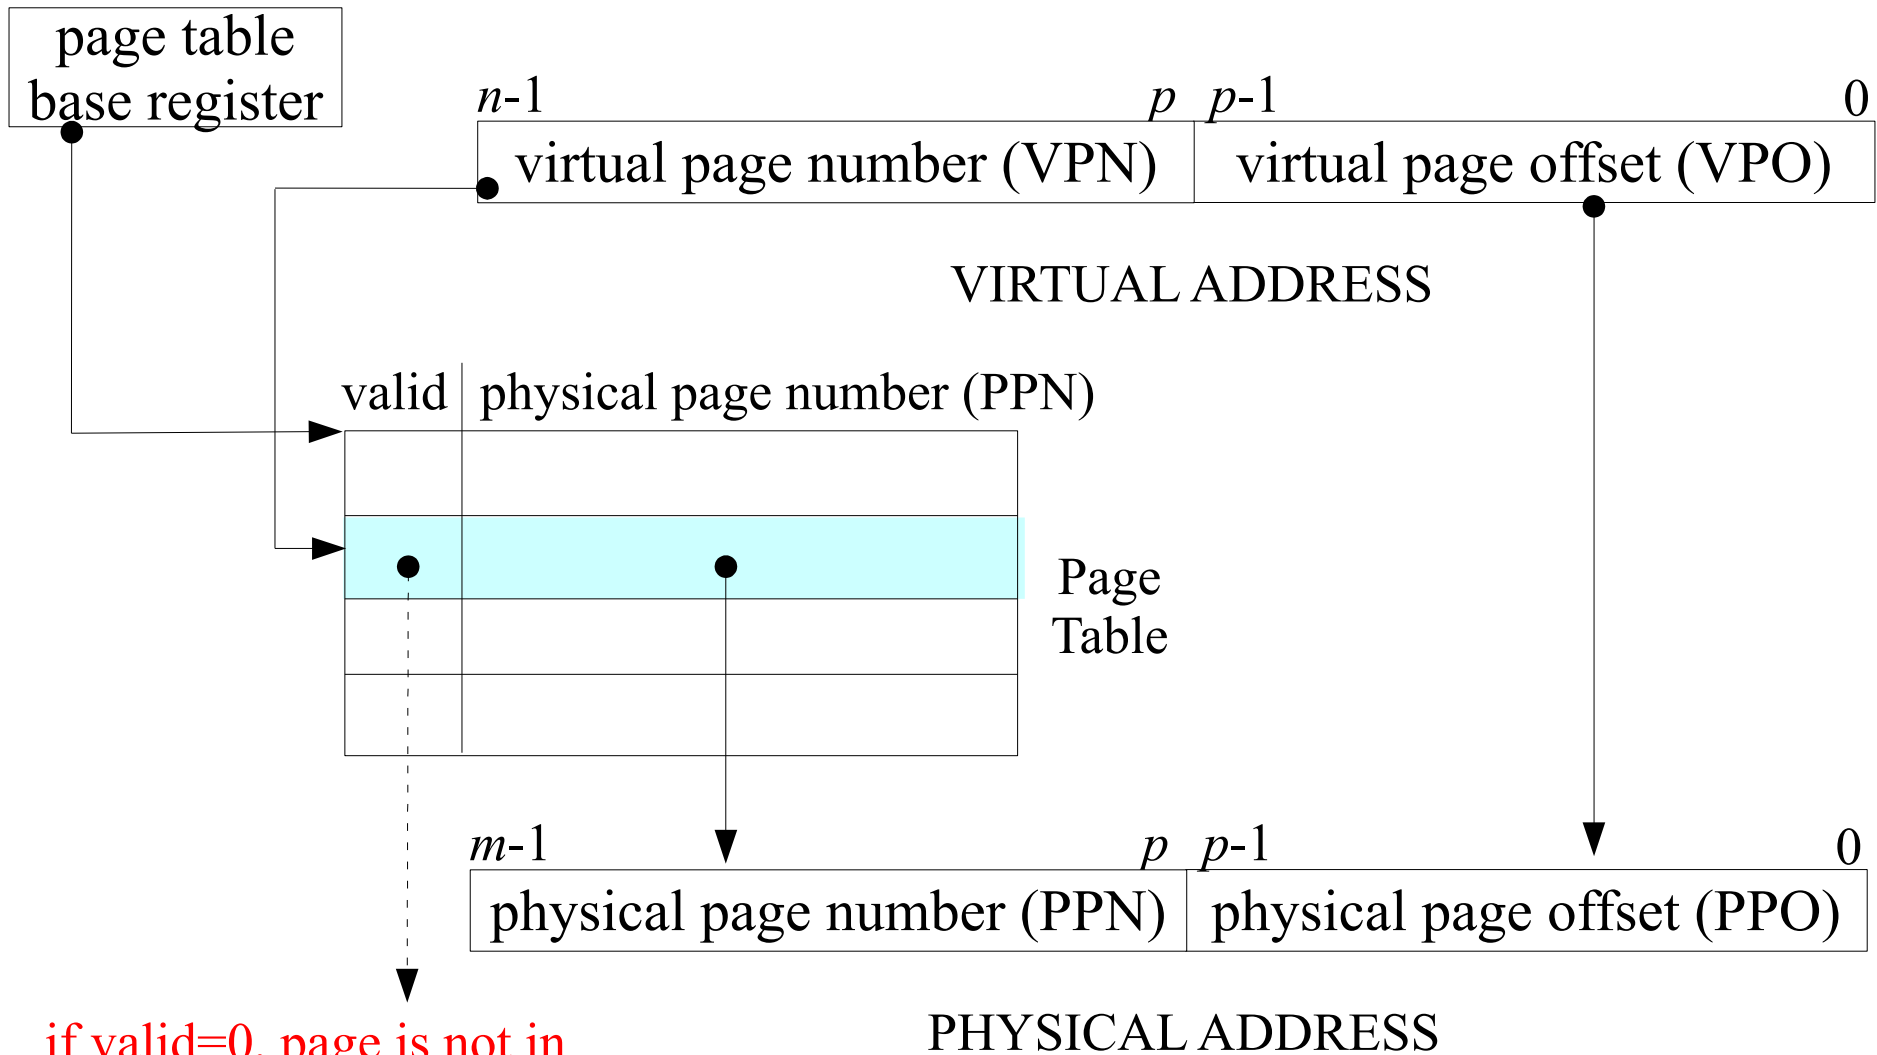 page table
base register
n-1 p p-1 0
virtual page number (VPN) virtual page offset (VPO)
VIRTUAL ADDRESS
valid physical page number (PPN)
Page
Table
m-1 p p-1 0
physical page number (PPN) physical page offset (PPO)
PHYSICAL ADDRESS
if valid=0, page is not in